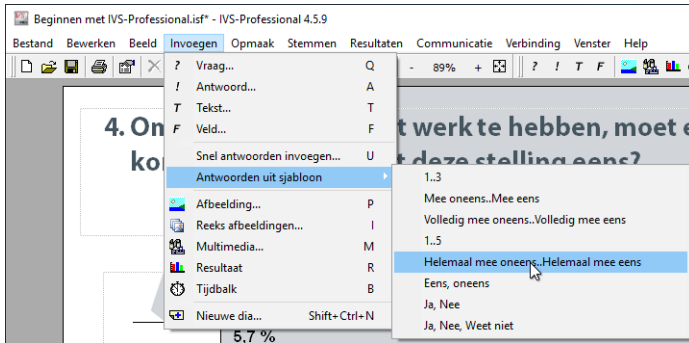 Beginnen met IVS-Professional.isf* - IVS-Professional 4.5.9
Bestand Bewerken Beeld Invoegen Opmaak Stemmen Resultaten Communicatie Verbinding Venster Help
- 89% + ? ! T F
? Vraag... Q
! Antwoord... A
T Tekst... T
F Veld... F
Snel antwoorden invoegen... U
Antwoorden uit sjabloon
Afbeelding... P
Reeks afbeeldingen... I
Multimedia... M
Resultaat R
Tijdbalk B
Nieuwe dia... Shift+Ctrl+N
1..3
Mee oneens..Mee eens
Volledig mee oneens..Volledig mee eens
1..5
Helemaal mee oneens..Helemaal mee eens
Eens, oneens
Ja, Nee
Ja, Nee, Weet niet
4. Om t werk te hebben, moet
t deze stelling eens?
5,7 %